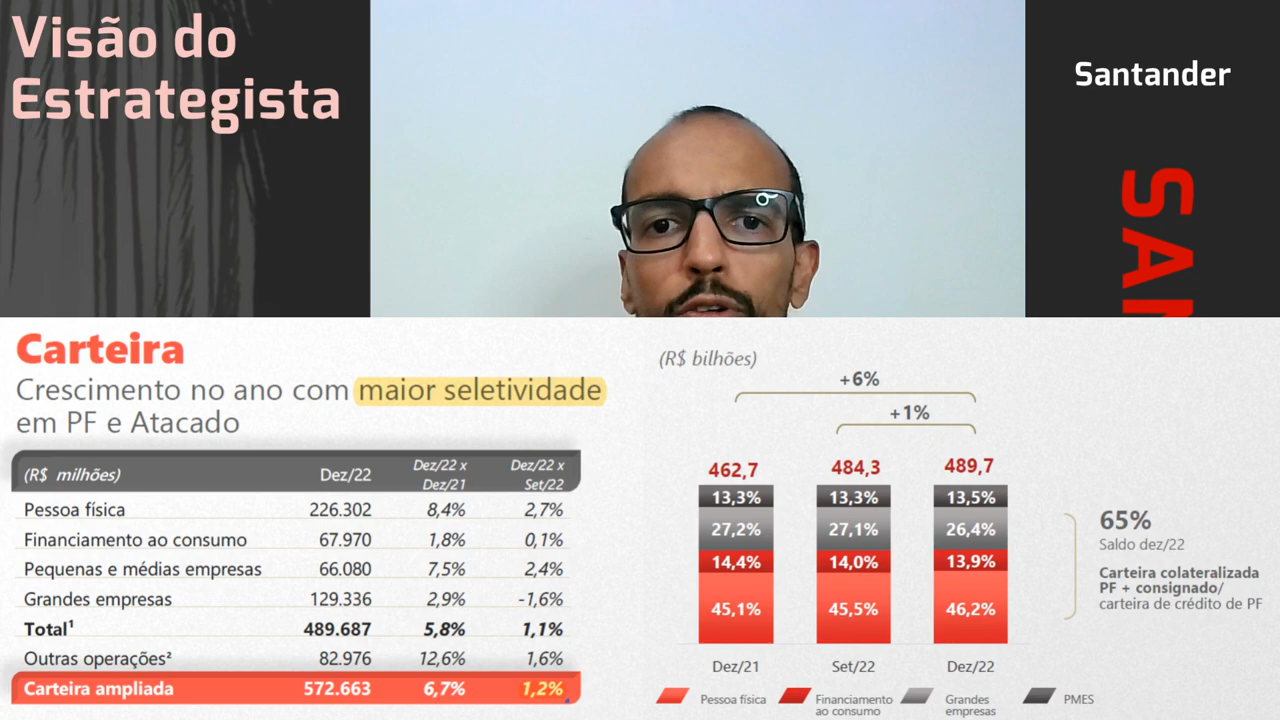 Visão do
Estrategista
Santander
SAN
Carteira
Crescimento no ano com maior seletividade
em PF e Atacado
(R$ milhões) Dez/22 Dez/22 x Dez/21 Dez/22 x Set/22
Pessoa física 226.302 8,4% 2,7%
Financiamento ao consumo 67.970 1,8% 0,1%
Pequenas e médias empresas 66.080 7,5% 2,4%
Grandes empresas 129.336 2,9% -1,6%
Total¹ 489.687 5,8% 1,1%
Outras operações² 82.976 12,6% 1,6%
Carteira ampliada 572.663 6,7% 1,2%
(R$ bilhões)
+6%
+1%
462,7 484,3 489,7
13,3% 13,3% 13,5%
27,2% 27,1% 26,4%
14,4% 14,0% 13,9%
45,1% 45,5% 46,2%
Dez/21 Set/22 Dez/22
Pessoa física
Financiamento
ao consumo
Grandes
empresas
PMES
65%
Saldo dez/22
Carteira colateralizada
PF + consignado/
carteira de crédito de PF